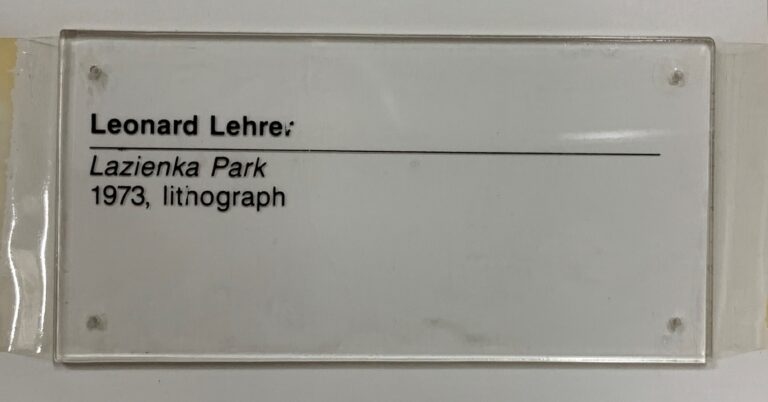 Leonard Lehrer
Lazienka Park
1973, lithograph